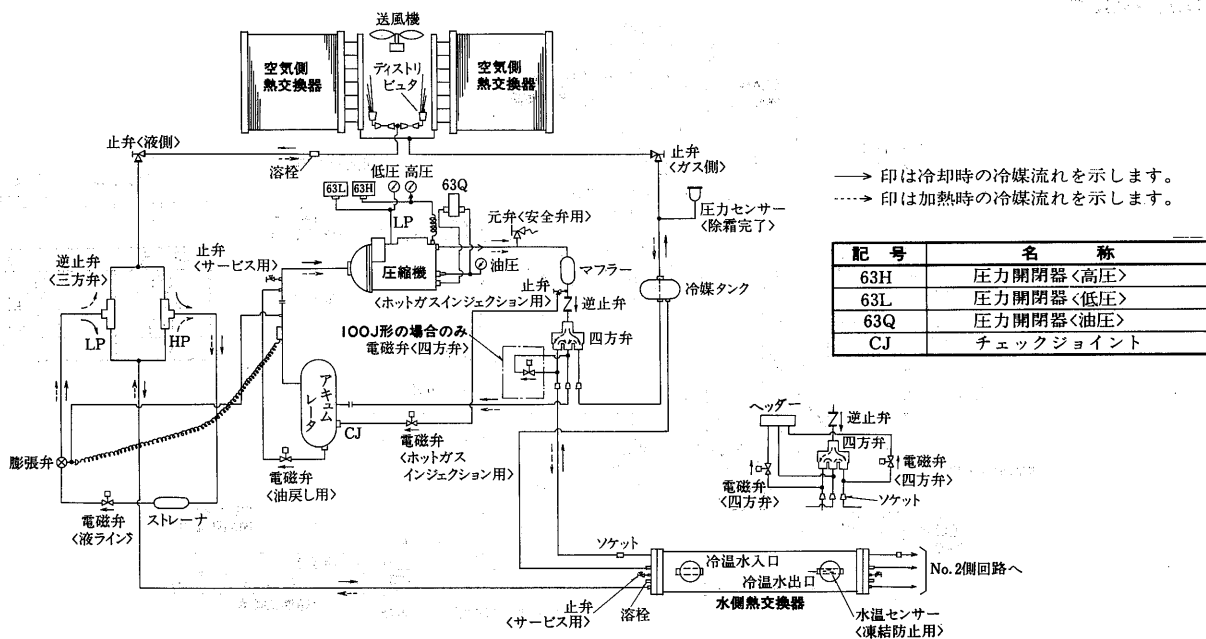 送風機
空気側
熱交換器
ディストリ
ビュタ
空気側
熱交換器
止弁<液側>
溶栓
低圧 高圧
63L
63H
63Q
LP
止弁
<ガス側>
元弁<安全弁用>
圧力センサー
<除霜完了>
→ 印は冷却時の冷媒流れを示します。
⇢ 印は加熱時の冷媒流れを示します。
記号 名称
63H 圧力開閉器<高圧>
63L 圧力開閉器<低圧>
63Q 圧力開閉器<油圧>
CJ チェックジョイント
止弁
<サービス用>
逆止弁
<三方弁>
圧縮機
油圧
マフラー
冷媒タンク
止弁
<ホットガスインジェクション用>
逆止弁
LP
HP
100J形の場合のみ
電磁弁<四方弁>
四方弁
アキュム
レータ
CJ
電磁弁
<ホットガス
インジェクション用>
膨張弁
電磁弁
<油戻し用>
電磁弁
<液ライン>
ストレーナ
ヘッダー
逆止弁
四方弁
電磁弁
<四方弁>
電磁弁
<四方弁>
ソケット
ソケット
冷温水入口
冷温水出口
水側熱交換器
No.2側回路へ
止弁
<サービス用>
溶栓
水温センサー
<凍結防止用>